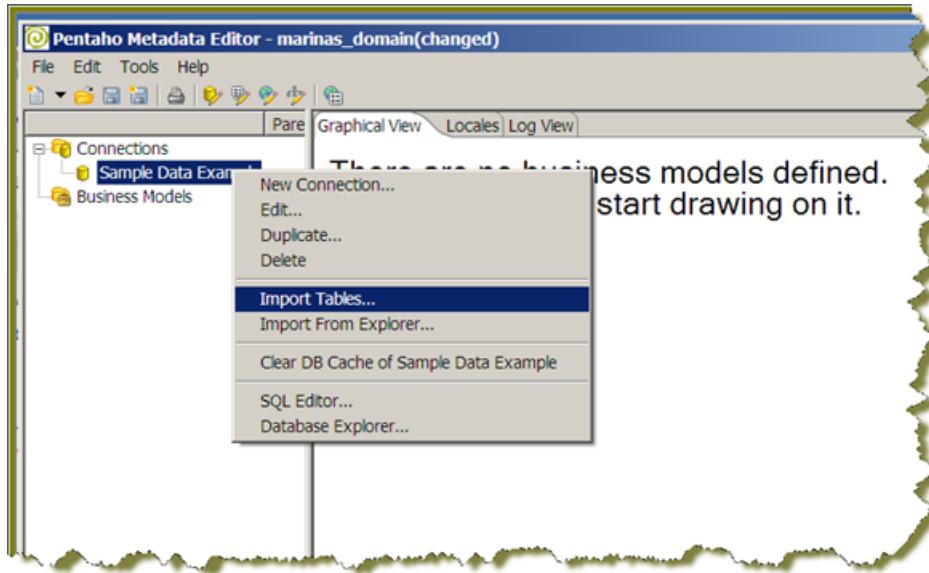 Pentaho Metadata Editor - marinas_domain(changed)
File Edit Tools Help
Pare
Graphical View Locales Log View
Connections
Sample Data Exam
Business Models
There are no business models defined.
start drawing on it.
New Connection...
Edit...
Duplicate...
Delete
Import Tables...
Import From Explorer...
Clear DB Cache of Sample Data Example
SQL Editor...
Database Explorer...